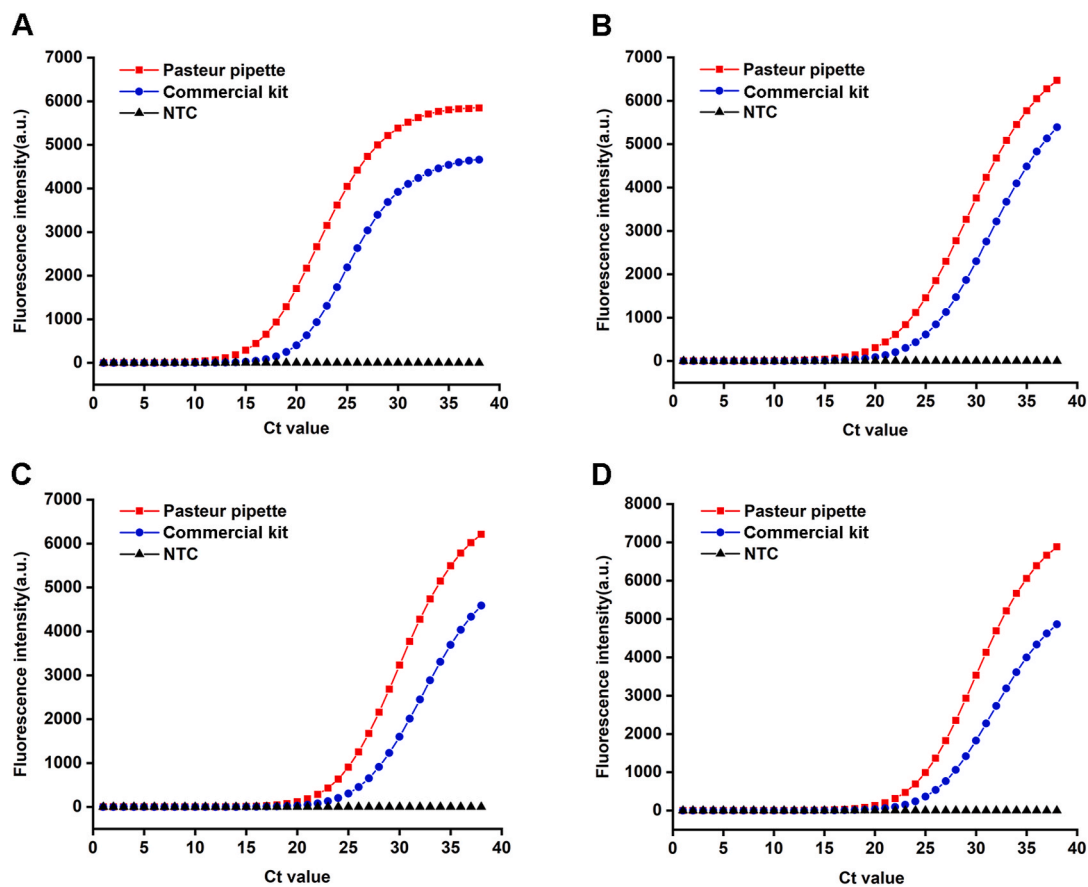 A
7000
6000
5000
4000
3000
2000
1000
0
Fluorescence intensity(a.u.)
Pasteur pipette
Commercial kit
NTC
0 5 10 15 20 25 30 35 40
Ct value
B
7000
6000
5000
4000
3000
2000
1000
0
Fluorescence intensity(a.u.)
Pasteur pipette
Commercial kit
NTC
0 5 10 15 20 25 30 35 40
Ct value
C
7000
6000
5000
4000
3000
2000
1000
0
Fluorescence intensity(a.u.)
Pasteur pipette
Commercial kit
NTC
0 5 10 15 20 25 30 35 40
Ct value
D
8000
7000
6000
5000
4000
3000
2000
1000
0
Fluorescence intensity(a.u.)
Pasteur pipette
Commercial kit
NTC
0 5 10 15 20 25 30 35 40
Ct value